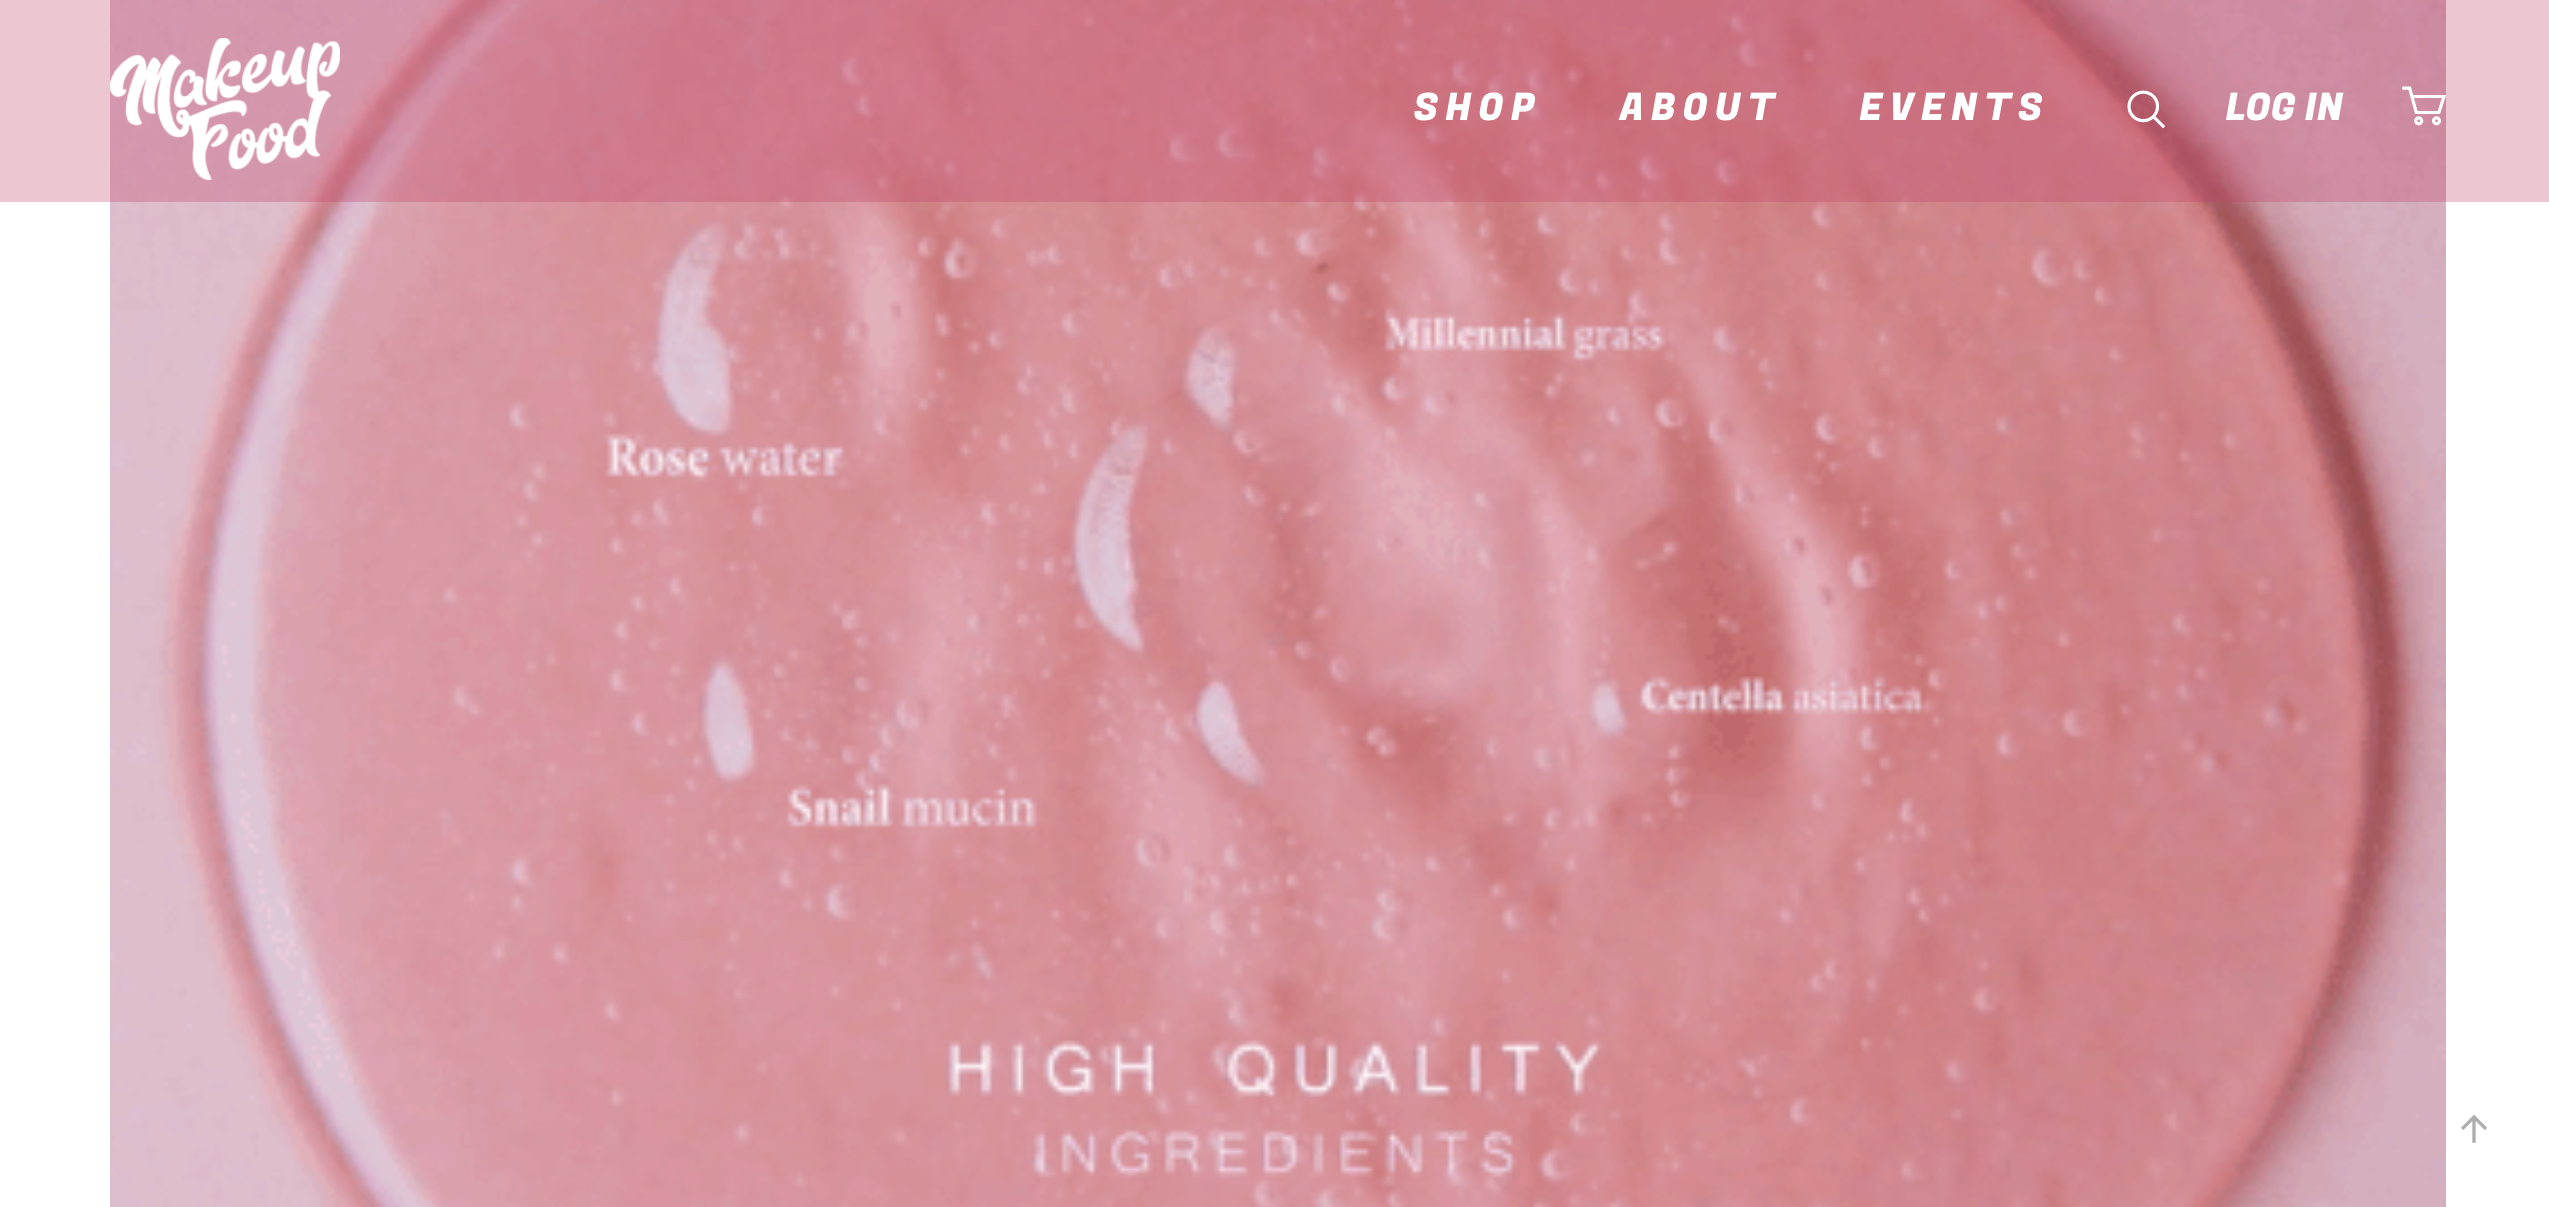 Makeup
Food
SHOP ABOUT EVENTS LOG IN
Millennial grass
Rose water
Centella asiatica
Snail mucin
HIGH QUALITY
INGREDIENTS